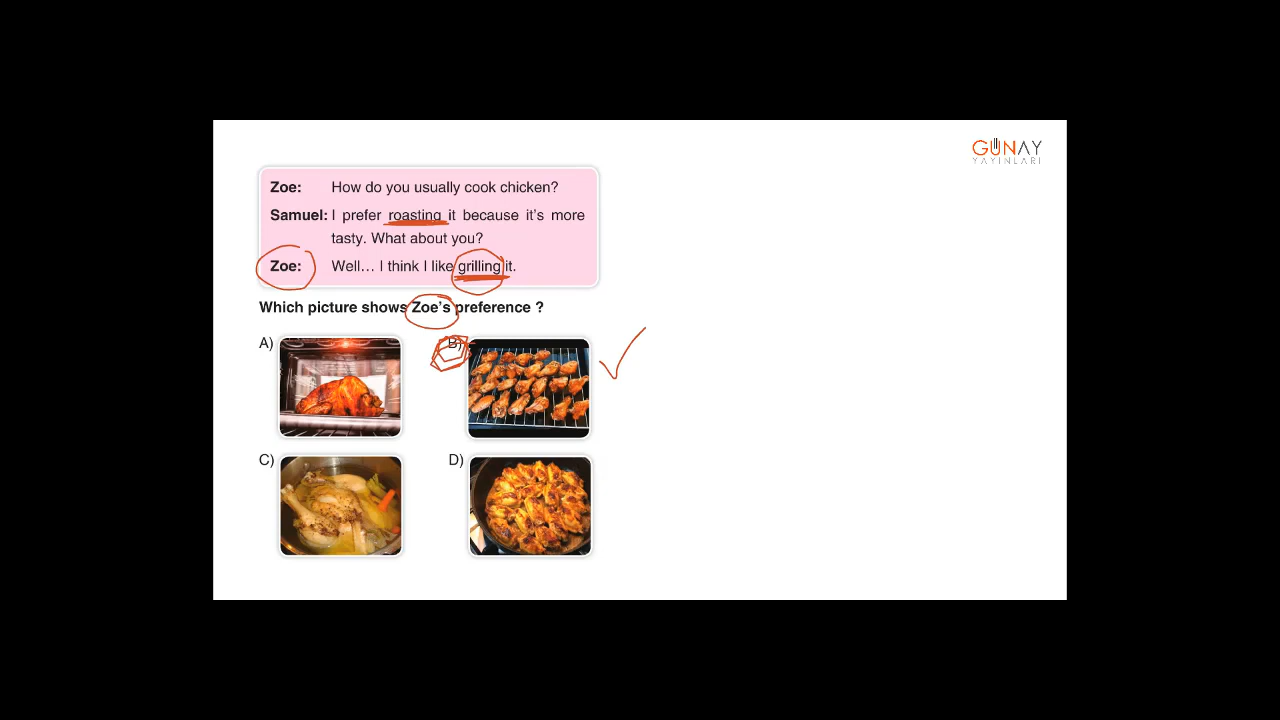 GÜNAY
YAYINLARI
Zoe: How do you usually cook chicken?
Samuel: I prefer roasting it because it's more
tasty. What about you?
Zoe: Well... I think I like grilling it.
Which picture shows Zoe's preference ?
A)
B)
C)
D)